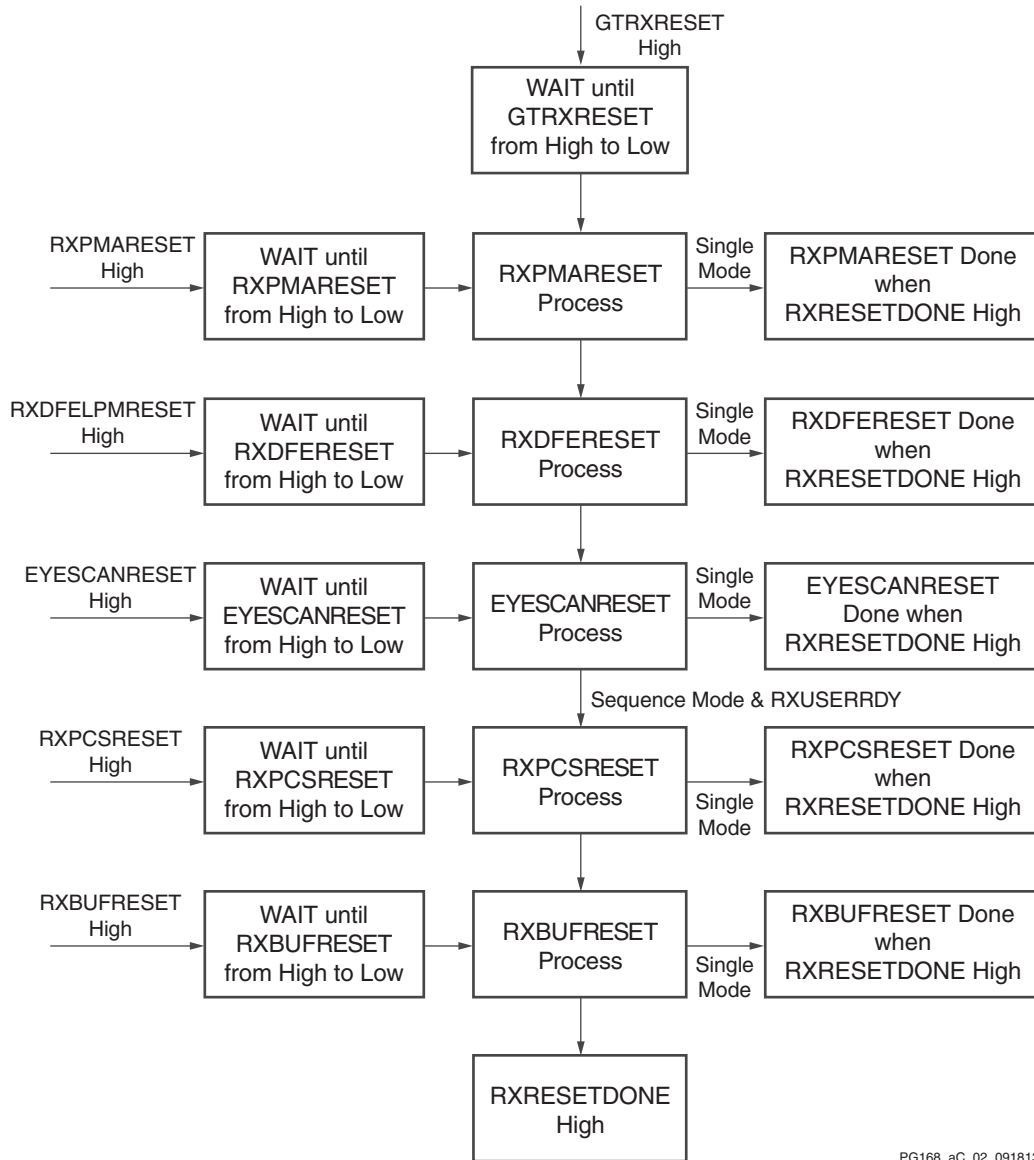 GTRXRESET
High
WAIT until
GTRXRESET
from High to Low
RXPMARESET
High
WAIT until
RXPMARESET
from High to Low
RXPMARESET
Process
Single
Mode
RXPMARESET Done
when
RXRESETDONE High
RXDFELPMRESET
High
WAIT until
RXDFERESET
from High to Low
RXDFERESET
Process
Single
Mode
RXDFERESET Done
when
RXRESETDONE High
EYESCANRESET
High
WAIT until
EYESCANRESET
from High to Low
EYESCANRESET
Process
Single
Mode
EYESCANRESET
Done when
RXRESETDONE High
Sequence Mode & RXUSERRDY
RXPCSRESET
High
WAIT until
RXPCSRESET
from High to Low
RXPCSRESET
Process
Single
Mode
RXPCSRESET Done
when
RXRESETDONE High
RXBUFRESET
High
WAIT until
RXBUFRESET
from High to Low
RXBUFRESET
Process
Single
Mode
RXBUFRESET Done
when
RXRESETDONE High
RXRESETDONE
High
PG168_aC_02_091813